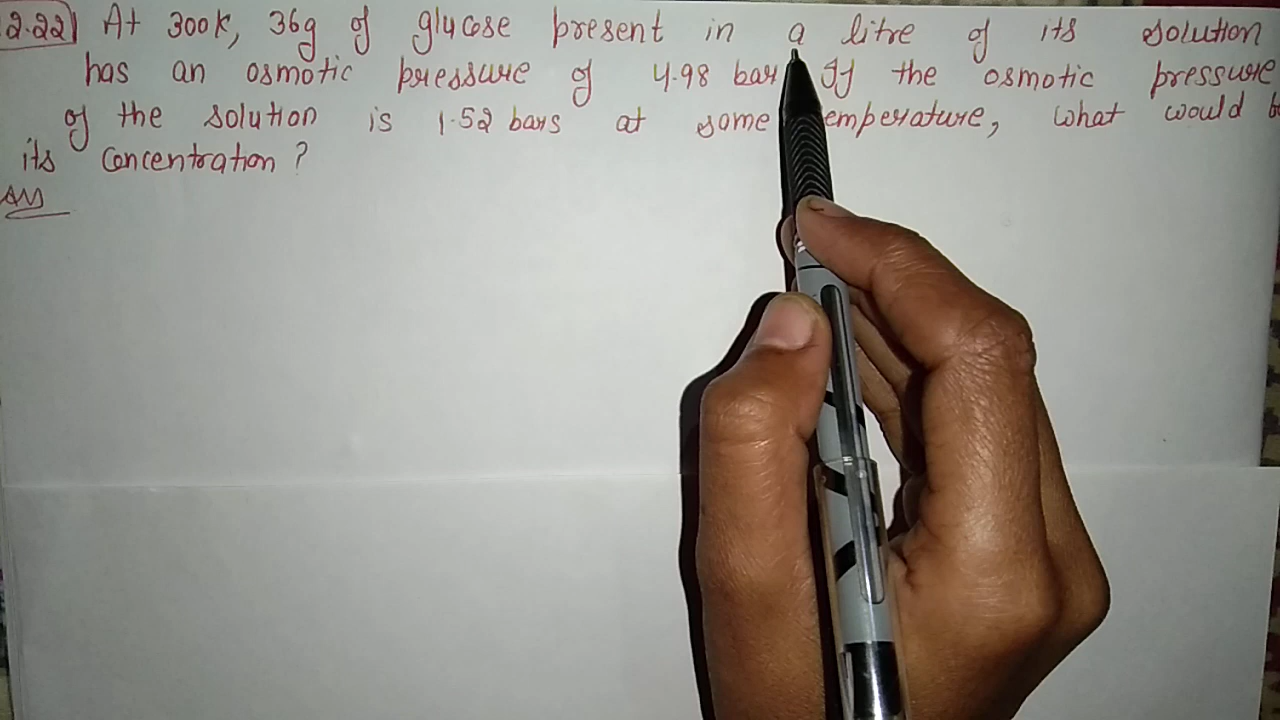 2.22) At 300k, 36g of glucose present in a litre of its solution
has an osmotic pressure of 4.98 bar If the osmotic pressure
of the solution is 1.52 bars at some temperature, what would be
its concentration?
Ans